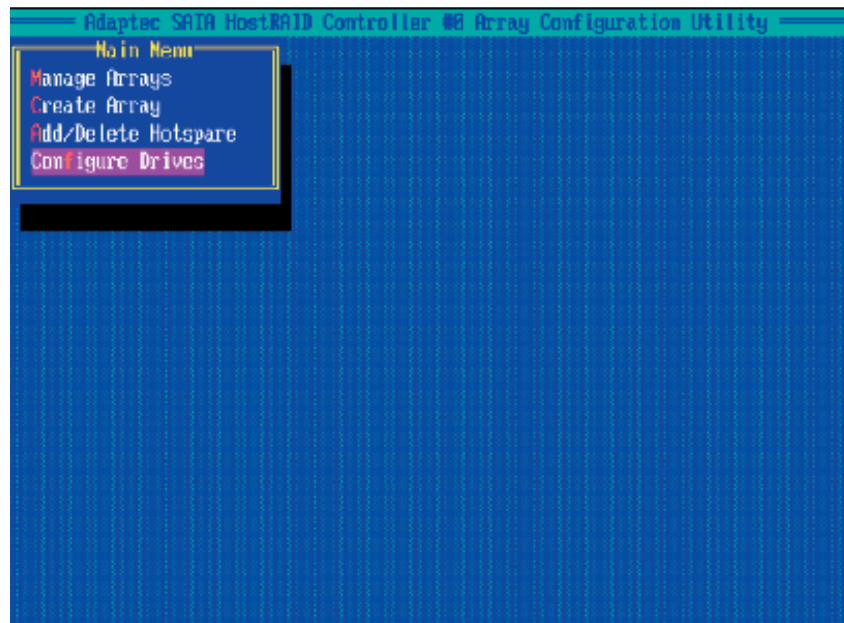 Adaptec SATA HostRAID Controller #0 Array Configuration Utility
Main Menu
Manage Arrays
Create Array
Add/Delete Hotspare
Configure Drives